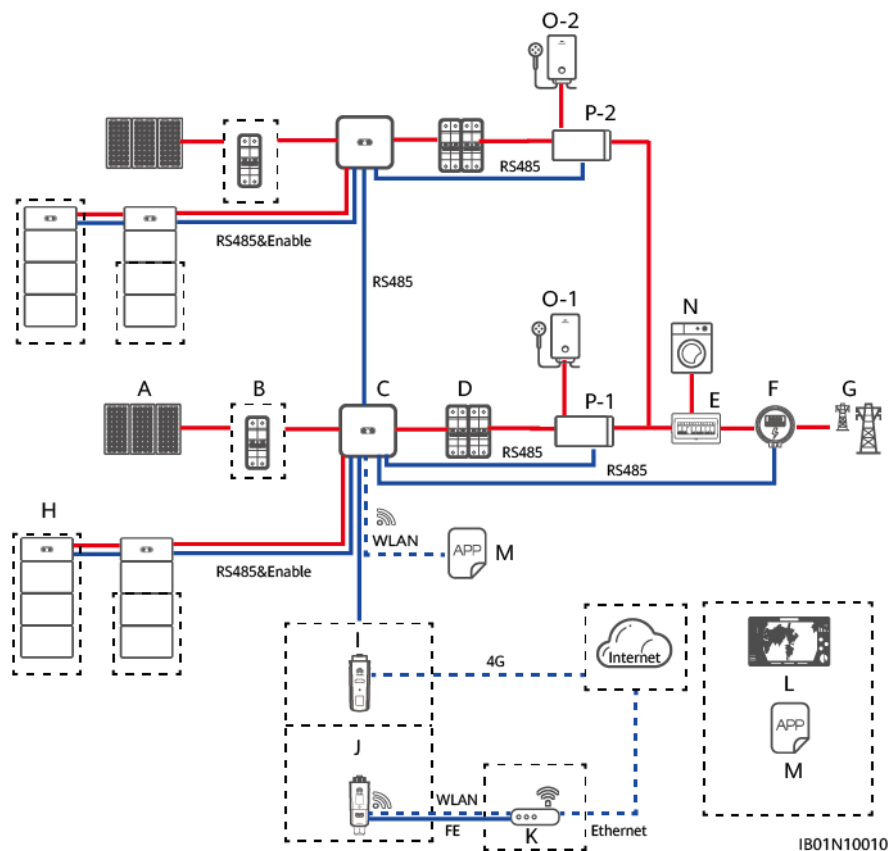 O-2
P-2
RS485
RS485&Enable
RS485
O-1
N
A
B
C
D
P-1
E
F
G
RS485
RS485
H
WLAN
APP
M
RS485&Enable
I
4G
Internet
L
J
APP
M
WLAN
FE
K
Ethernet
IB01N10010